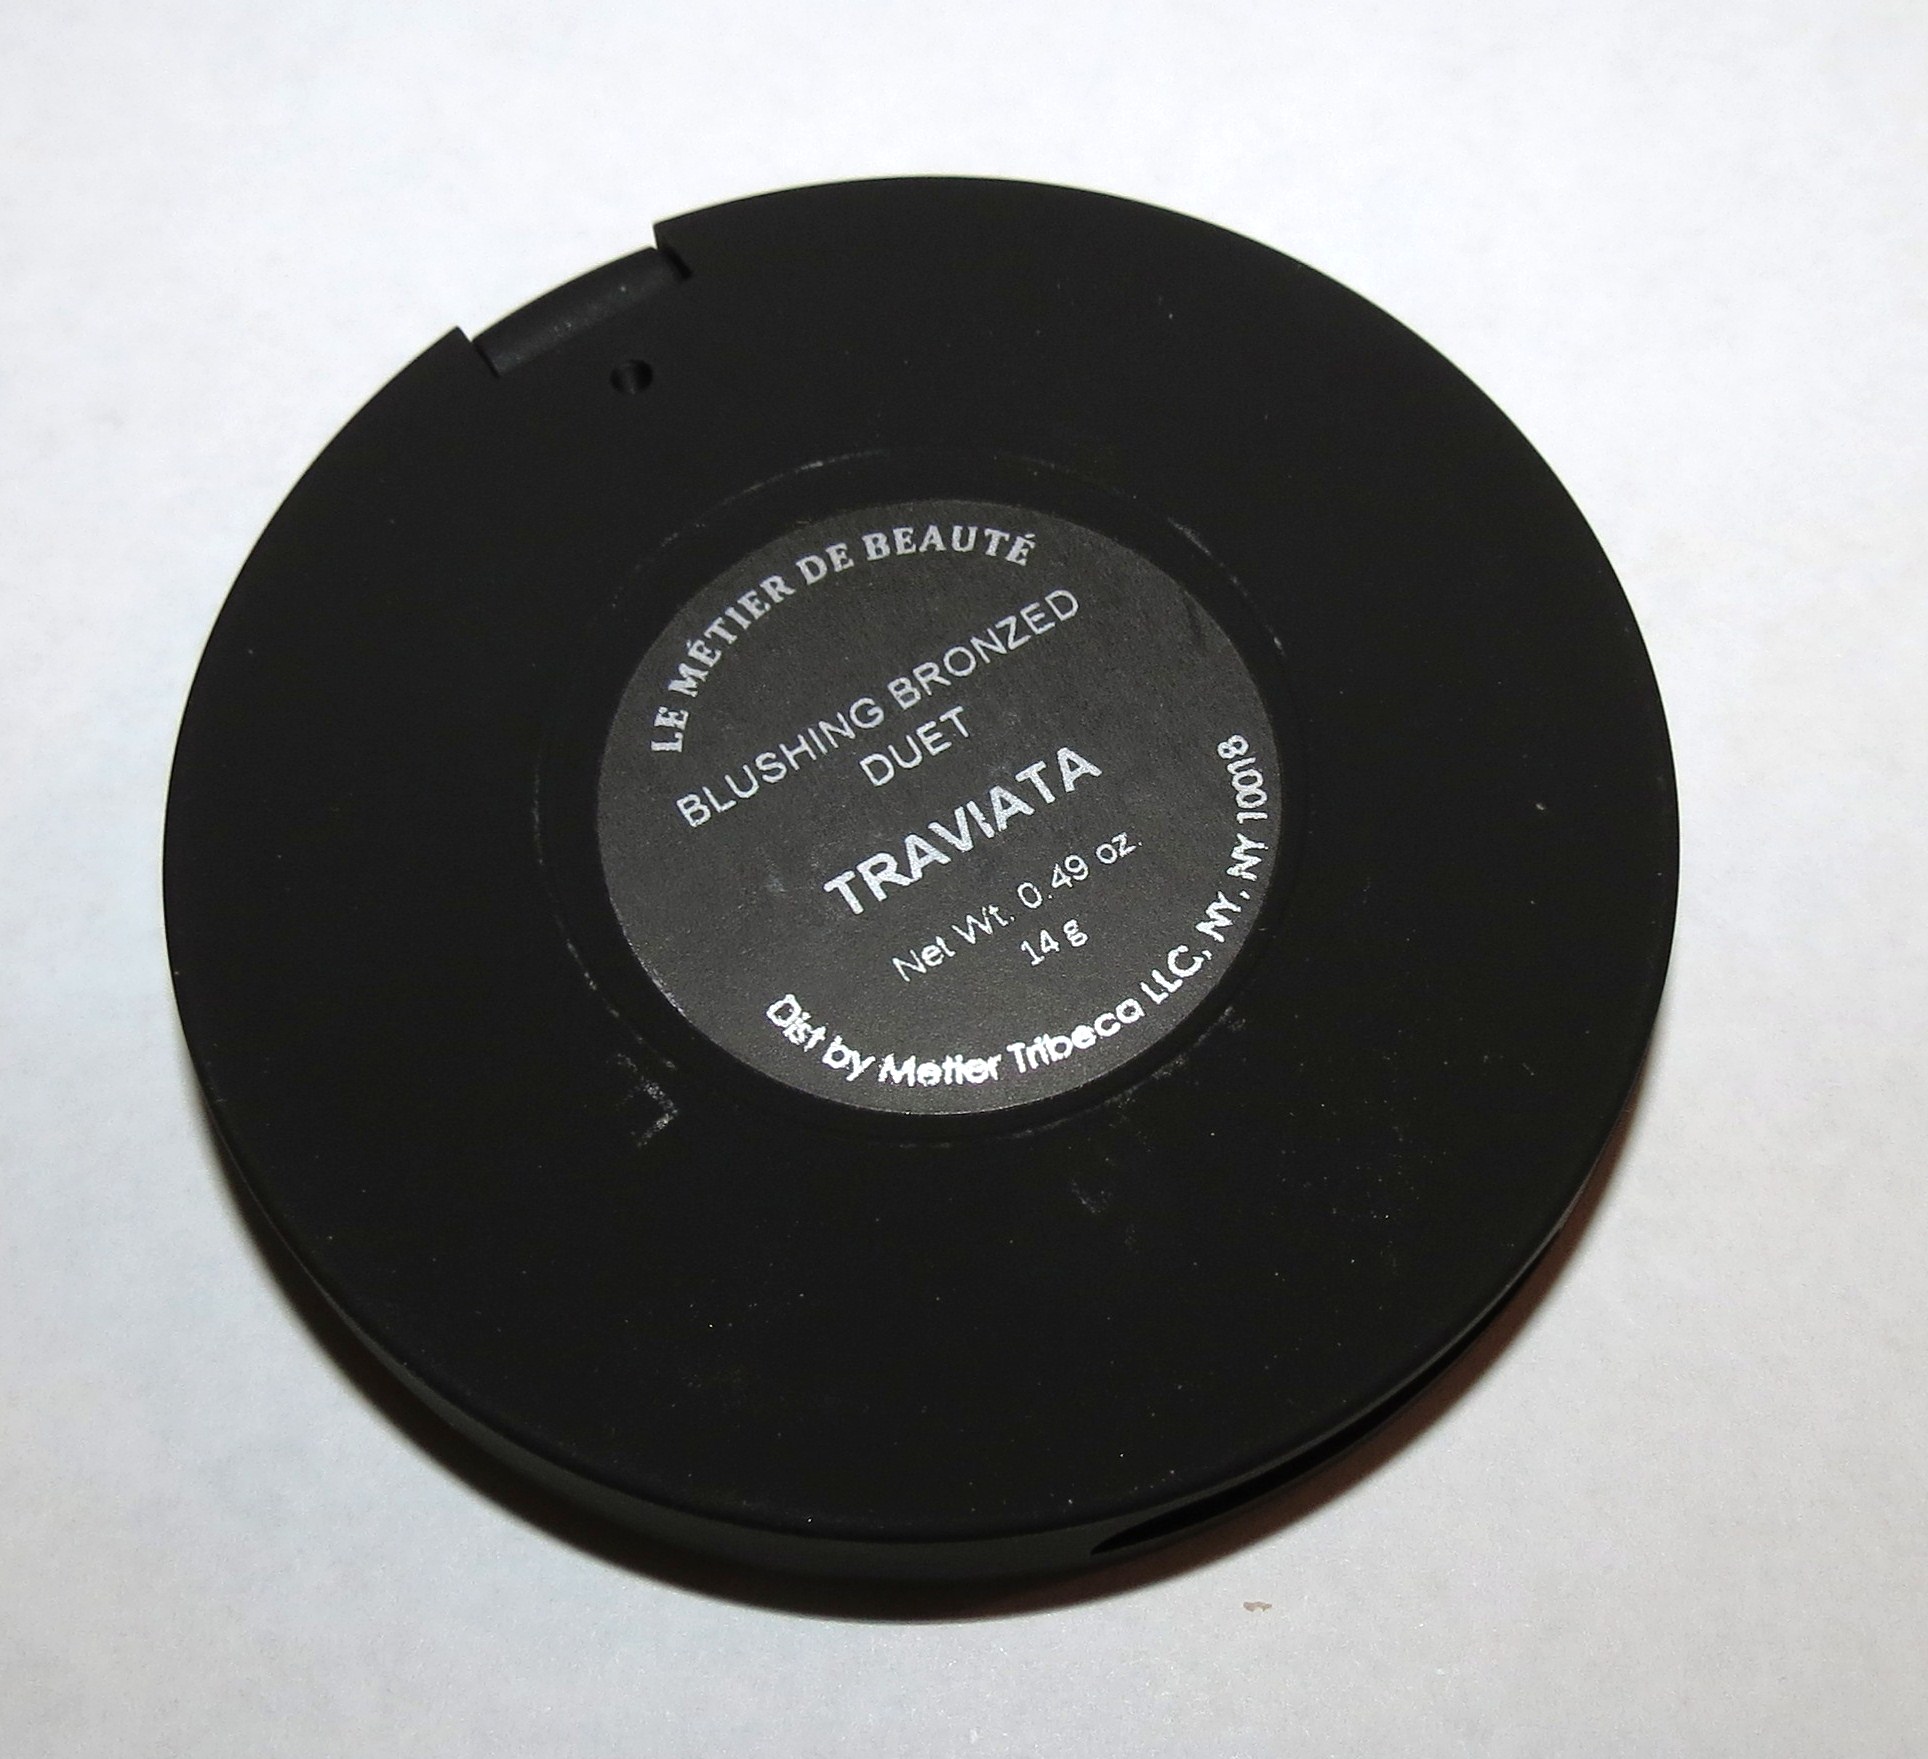 LE MÉTIER DE BEAUTÉ
BLUSHING BRONZED
DUET
TRAVIATA
Net Wt. 0.49 oz.
14 g
Dist by Metier Tribeca LLC, NY, NY 10018